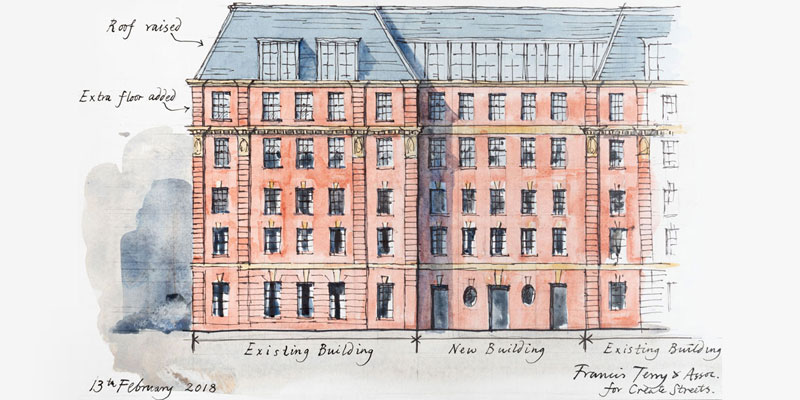 Roof raised
Extra floor added
Existing Building
New Building
Existing Building
13th February 2018
Francis Terry & Assoc.
for Create Streets.